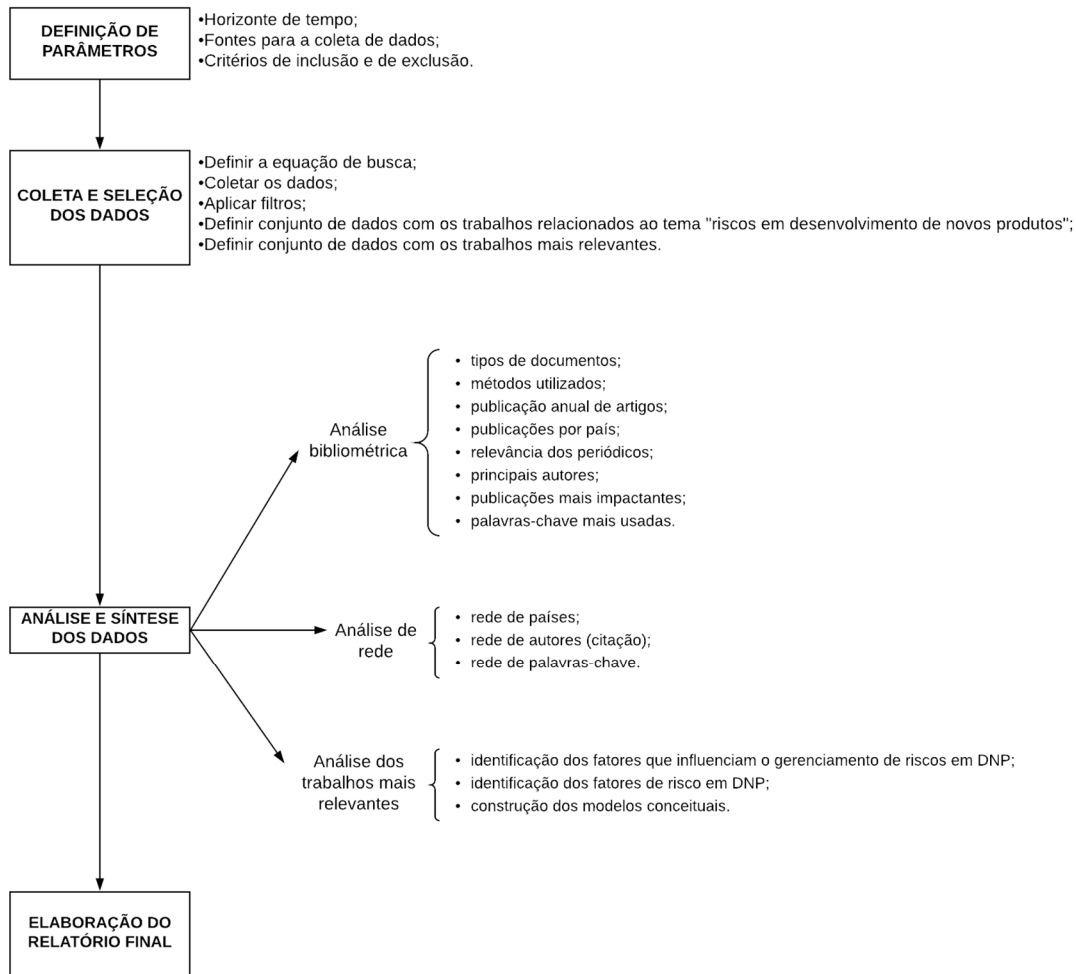 DEFINIÇÃO DE
PARÂMETROS
•Horizonte de tempo;
•Fontes para a coleta de dados;
•Critérios de inclusão e de exclusão.
COLETA E SELEÇÃO
DOS DADOS
•Definir a equação de busca;
•Coletar os dados;
•Aplicar filtros;
•Definir conjunto de dados com os trabalhos relacionados ao tema "riscos em desenvolvimento de novos produtos";
•Definir conjunto de dados com os trabalhos mais relevantes.
Análise
bibliométrica
• tipos de documentos;
• métodos utilizados;
• publicação anual de artigos;
• publicações por país;
• relevância dos periódicos;
• principais autores;
• publicações mais impactantes;
• palavras-chave mais usadas.
ANÁLISE E SÍNTESE
DOS DADOS
Análise de
rede
• rede de países;
• rede de autores (citação);
• rede de palavras-chave.
Análise dos
trabalhos mais
relevantes
• identificação dos fatores que influenciam o gerenciamento de riscos em DNP;
• identificação dos fatores de risco em DNP;
• construção dos modelos conceituais.
ELABORAÇÃO DO
RELATÓRIO FINAL